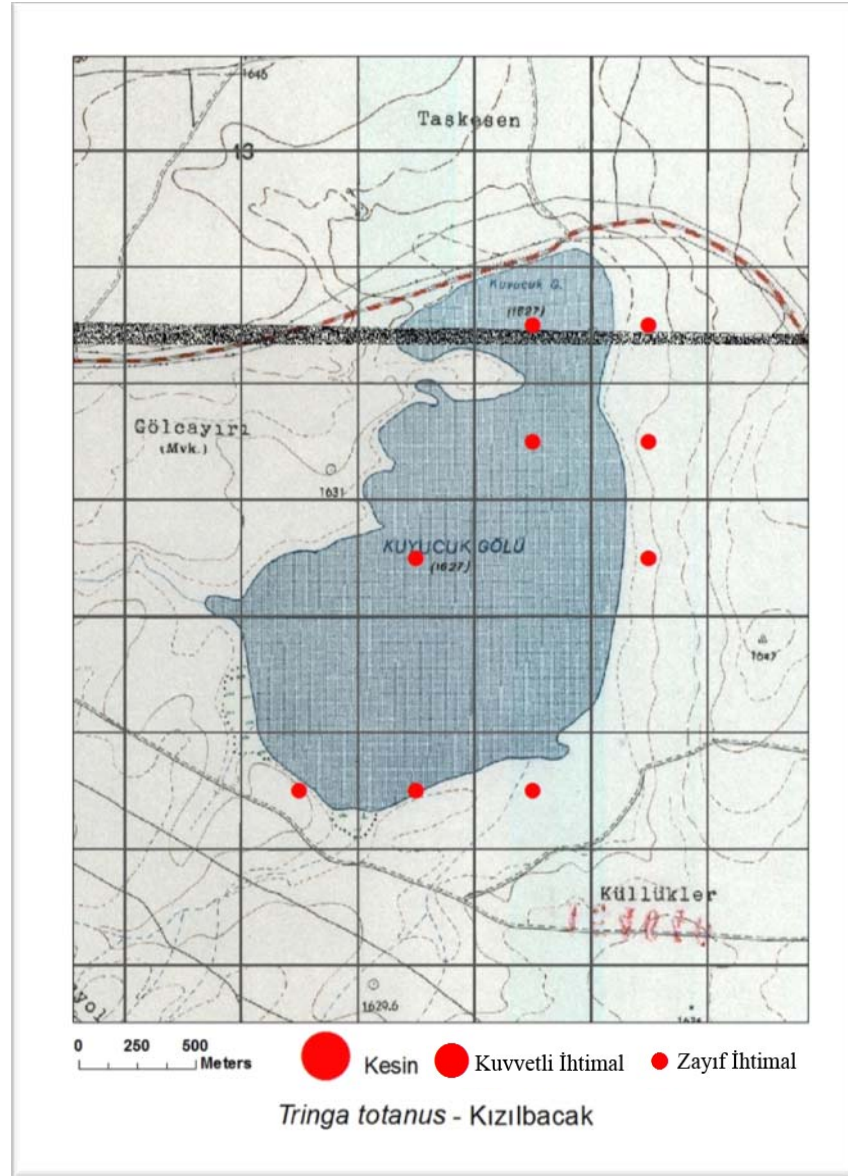 1645
Taşkesen
13
Kuyucuk G.
(1627)
Gölcayırı
(Mvk.)
1631
KUYUCUK GÖLÜ
(1627)
1647
Küllükler
yol
1629.6
0 250 500
Meters
Kesin
Kuvvetli İhtimal
Zayıf İhtimal
Tringa totanus - Kızılbacak